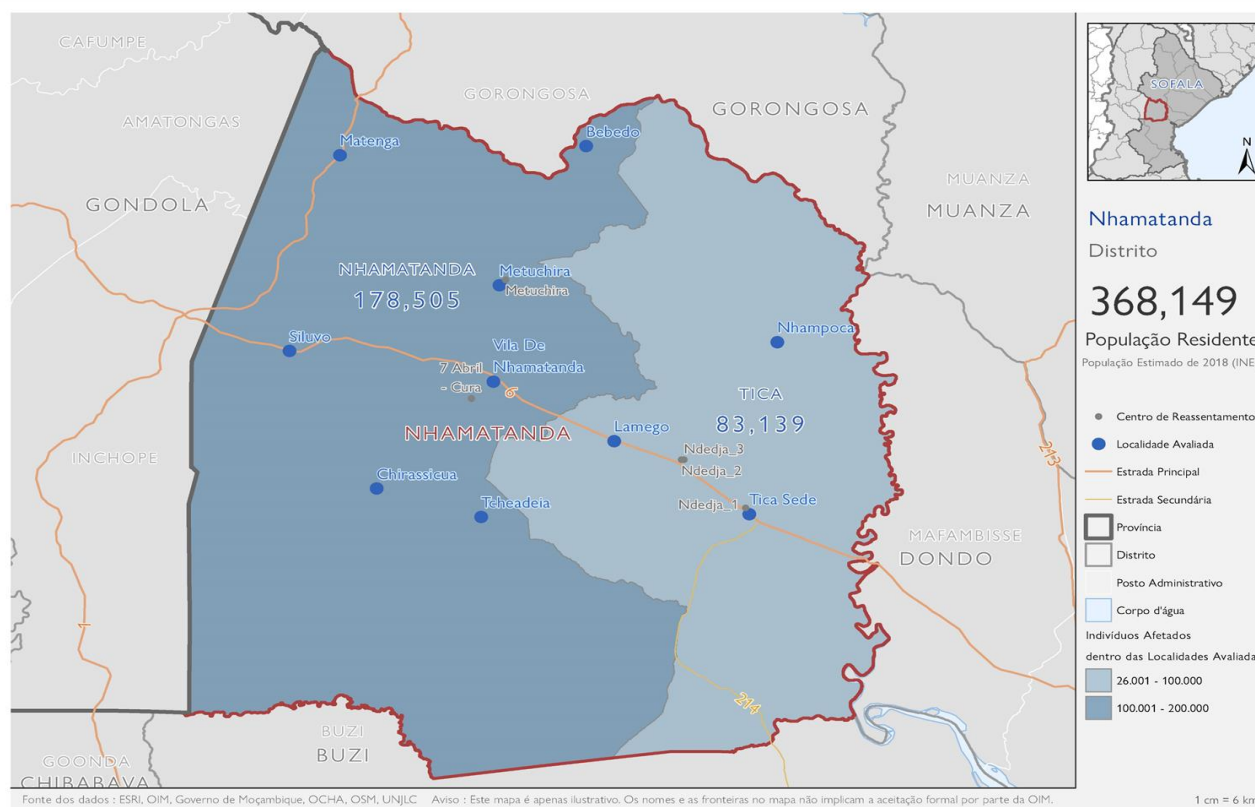 CAFUMPE
GORONGOSA
GORONGOSA
AMATONGAS
Matenga
Bebedo
GONDOLA
MUANZA
MUANZA
NHAMATANDA
178,505
Metuchira
Metuchira
Siluvo
Vila De
Nhamatanda
7 Abril
- Cura
6
Nhampoca
TICA
83,139
NHAMATANDA
Lamego
INCHOPE
Chirassicua
Tcheadeia
Ndedja_3
Ndedja_2
Ndedja_1
Tica Sede
213
MAFAMBISSE
DONDO
1
214
BUZI
BUZI
GOONDA
CHIBABAVA
SOFALA
N
Nhamatanda
Distrito
368,149
População Residente
População Estimado de 2018 (INE
Centro de Reassentamento
Localidade Avaliada
Estrada Principal
Estrada Secundária
Província
Distrito
Posto Administrativo
Corpo d'água
Indivíduos Afetados
dentro das Localidades Avaliada
26.001 - 100.000
100.001 - 200.000
Fonte dos dados : ESRI, OIM, Governo de Moçambique, OCHA, OSM, UNJLC Aviso : Este mapa é apenas ilustrativo. Os nomes e as fronteiras no mapa não implicam a aceitação formal por parte da OIM.
1 cm = 6 km